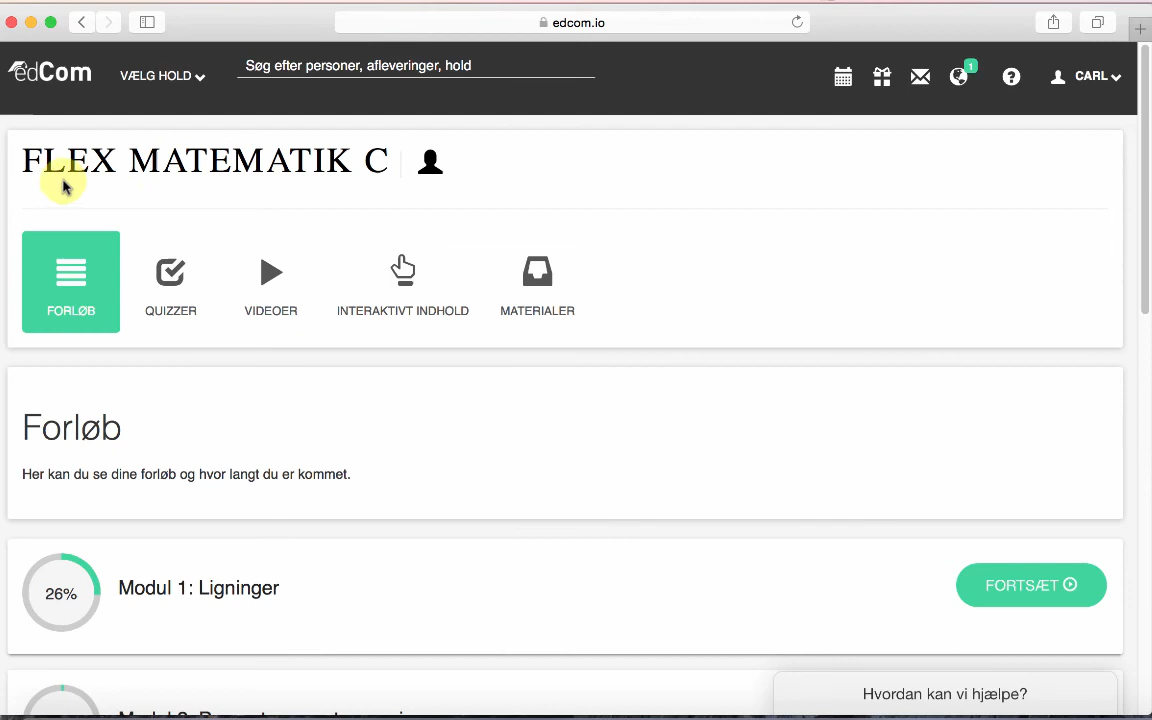 edcom.io
edCom
VÆLG HOLD
Søg efter personer, afleveringer, hold
1
CARL
FLEX MATEMATIK C
FORLØB
QUIZZER
VIDEOER
INTERAKTIVT INDHOLD
MATERIALER
Forløb
Her kan du se dine forløb og hvor langt du er kommet.
26%
Modul 1: Ligninger
FORTSÆT
Hvordan kan vi hjælpe?